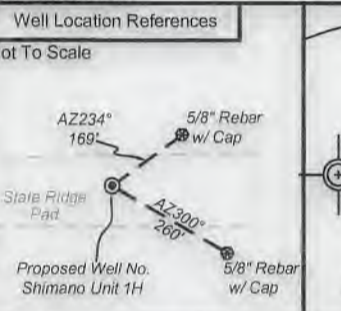 Well Location References
ot To Scale
AZ234°
169'
5/8" Rebar
w/ Cap
Slate Ridge
Pad
AZ300°
260'
Proposed Well No.
Shimano Unit 1H
5/8" Rebar
w/ Cap